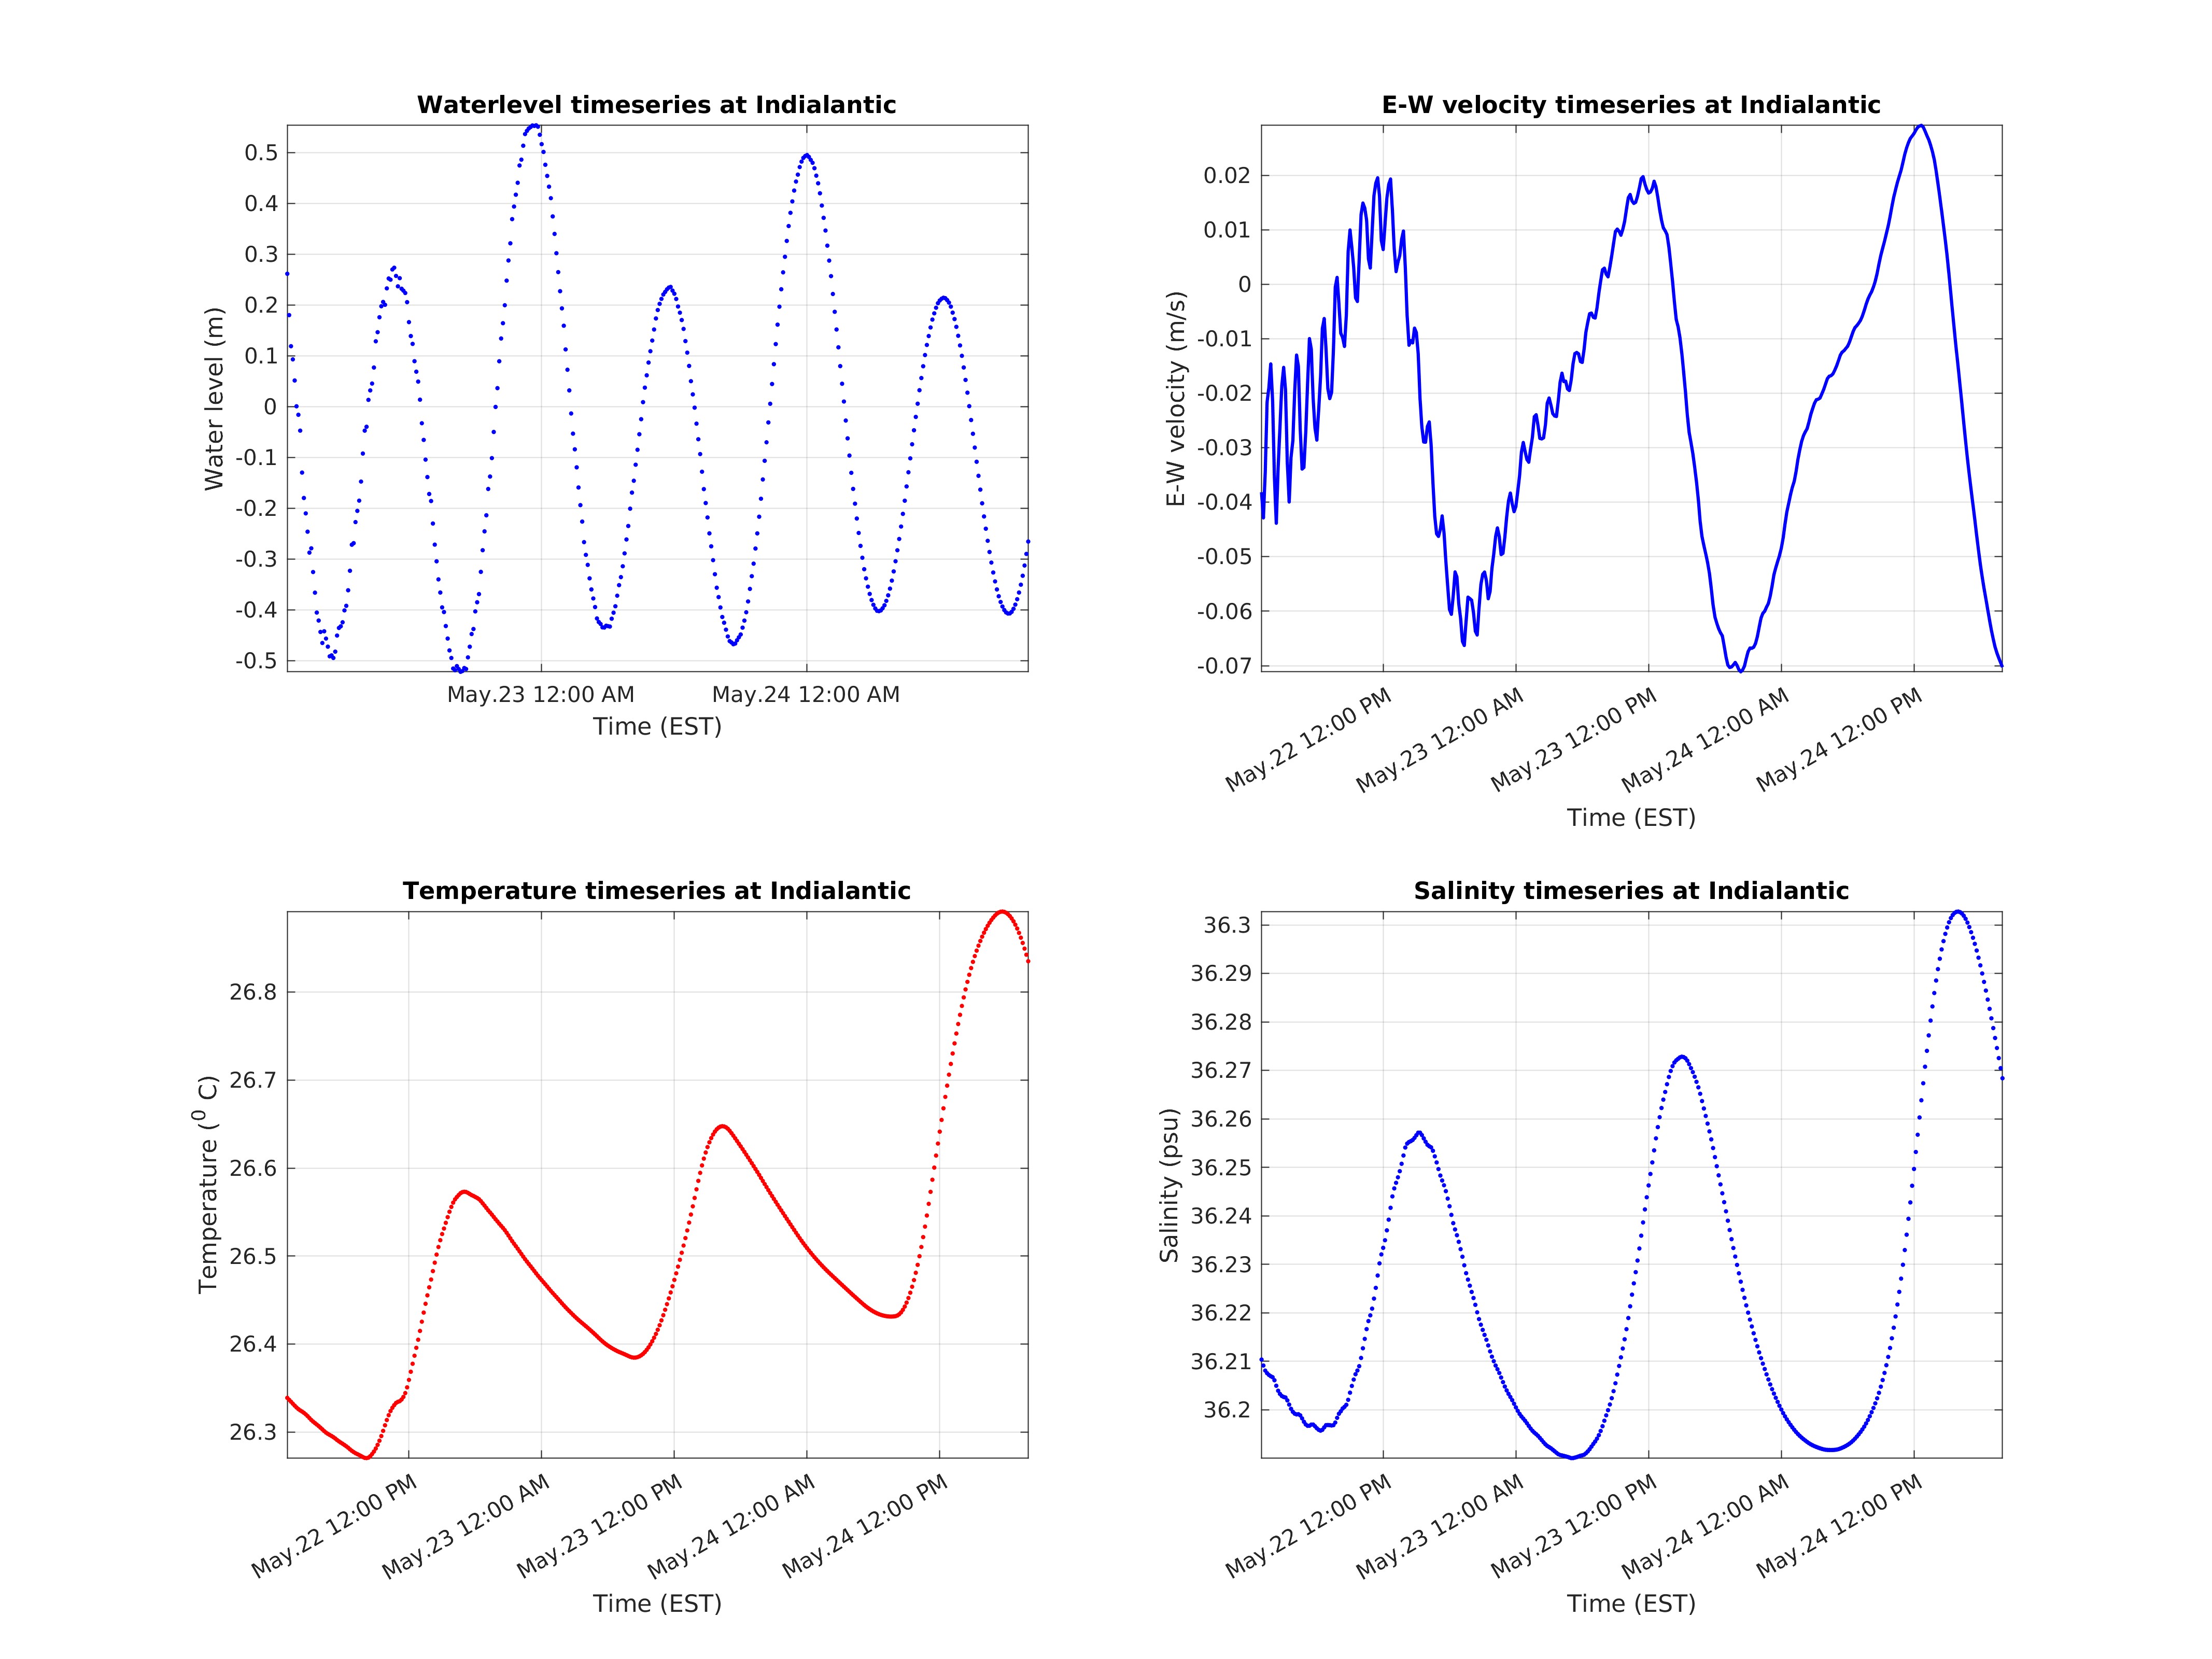 Waterlevel timeseries at Indialantic
0.5
0.4
0.3
0.2
0.1
0
-0.1
-0.2
-0.3
-0.4
-0.5
Water level (m)
May.23 12:00 AM
May.24 12:00 AM
Time (EST)
E-W velocity timeseries at Indialantic
0.02
0.01
0
-0.01
-0.02
-0.03
-0.04
-0.05
-0.06
-0.07
E-W velocity (m/s)
May.22 12:00 PM
May.23 12:00 AM
May.23 12:00 PM
May.24 12:00 AM
May.24 12:00 PM
Time (EST)
Temperature timeseries at Indialantic
26.8
26.7
26.6
26.5
26.4
26.3
Temperature (⁰ C)
May.22 12:00 PM
May.23 12:00 AM
May.23 12:00 PM
May.24 12:00 AM
May.24 12:00 PM
Time (EST)
Salinity timeseries at Indialantic
36.3
36.29
36.28
36.27
36.26
36.25
36.24
36.23
36.22
36.21
36.2
Salinity (psu)
May.22 12:00 PM
May.23 12:00 AM
May.23 12:00 PM
May.24 12:00 AM
May.24 12:00 PM
Time (EST)